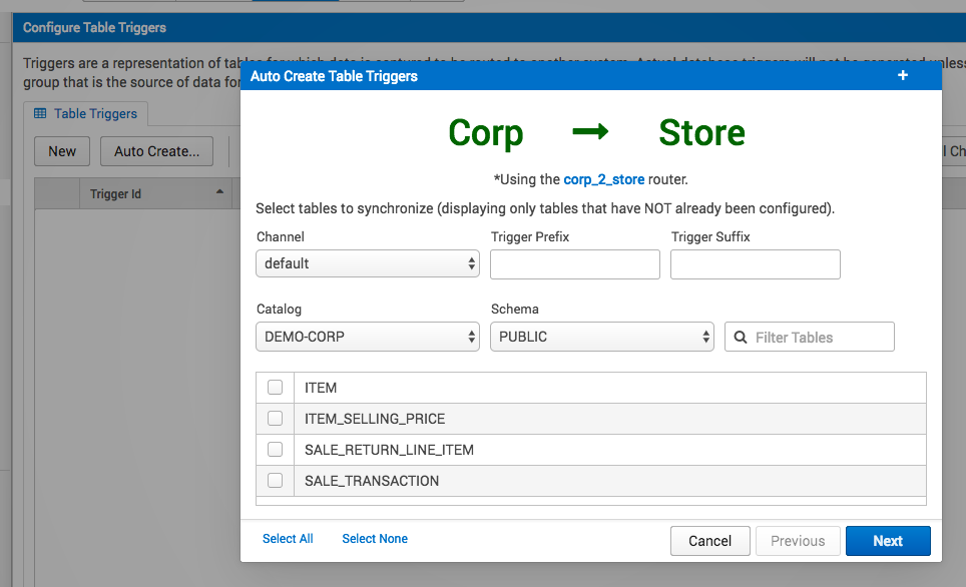 Configure Table Triggers
Triggers are a representation of tables for which data is captured to be routed to another system. Actual database triggers will not be generated unless
group that is the source of data for
Auto Create Table Triggers
+
Table Triggers
New
Auto Create...
Trigger Id
Corp → Store
*Using the corp_2_store router.
Select tables to synchronize (displaying only tables that have NOT already been configured).
Channel
Trigger Prefix
Trigger Suffix
default
Catalog
Schema
DEMO-CORP
PUBLIC
Filter Tables
ITEM
ITEM_SELLING_PRICE
SALE_RETURN_LINE_ITEM
SALE_TRANSACTION
Select All
Select None
Cancel
Previous
Next